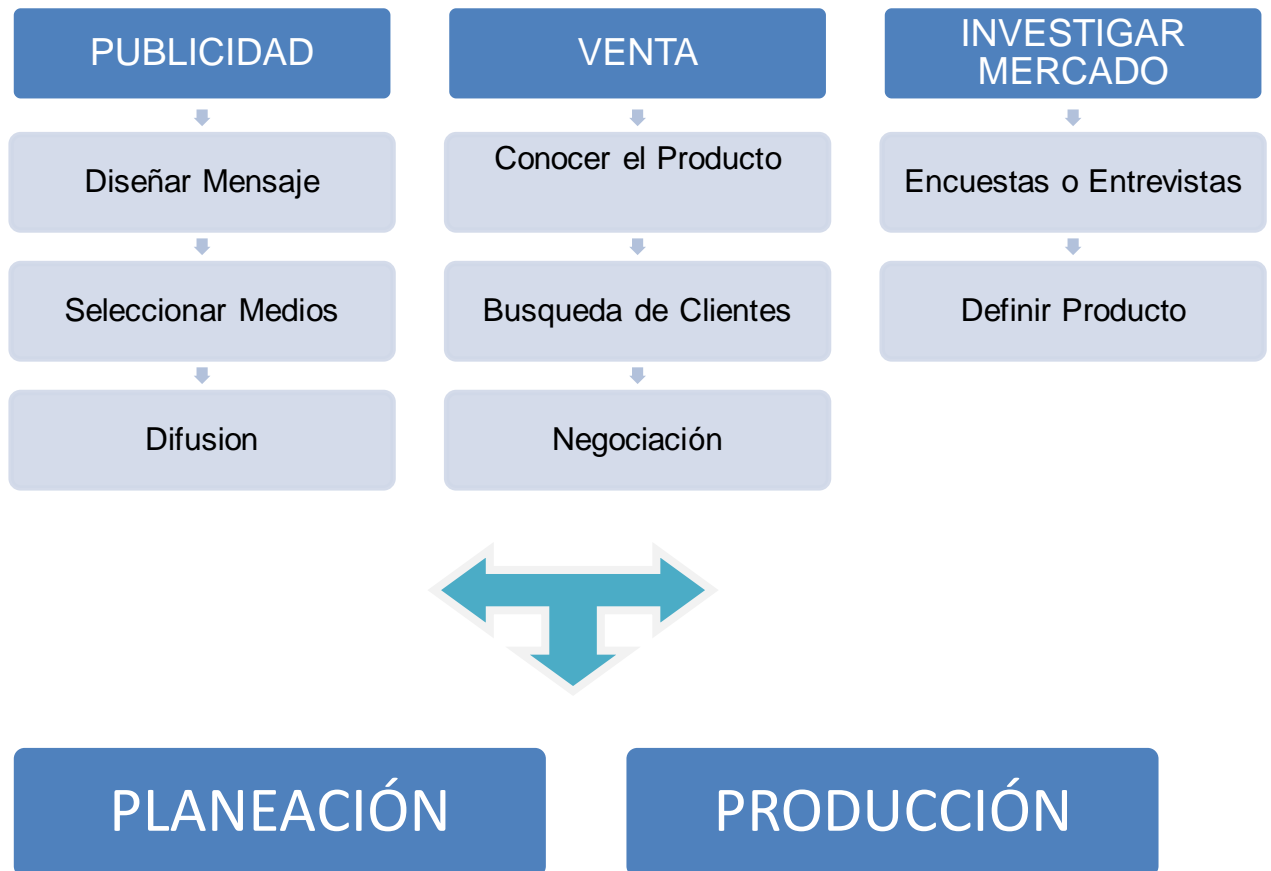 PUBLICIDAD
Diseñar Mensaje
Seleccionar Medios
Difusion
VENTA
Conocer el Producto
Busqueda de Clientes
Negociación
INVESTIGAR
MERCADO
Encuestas o Entrevistas
Definir Producto
PLANEACIÓN
PRODUCCIÓN